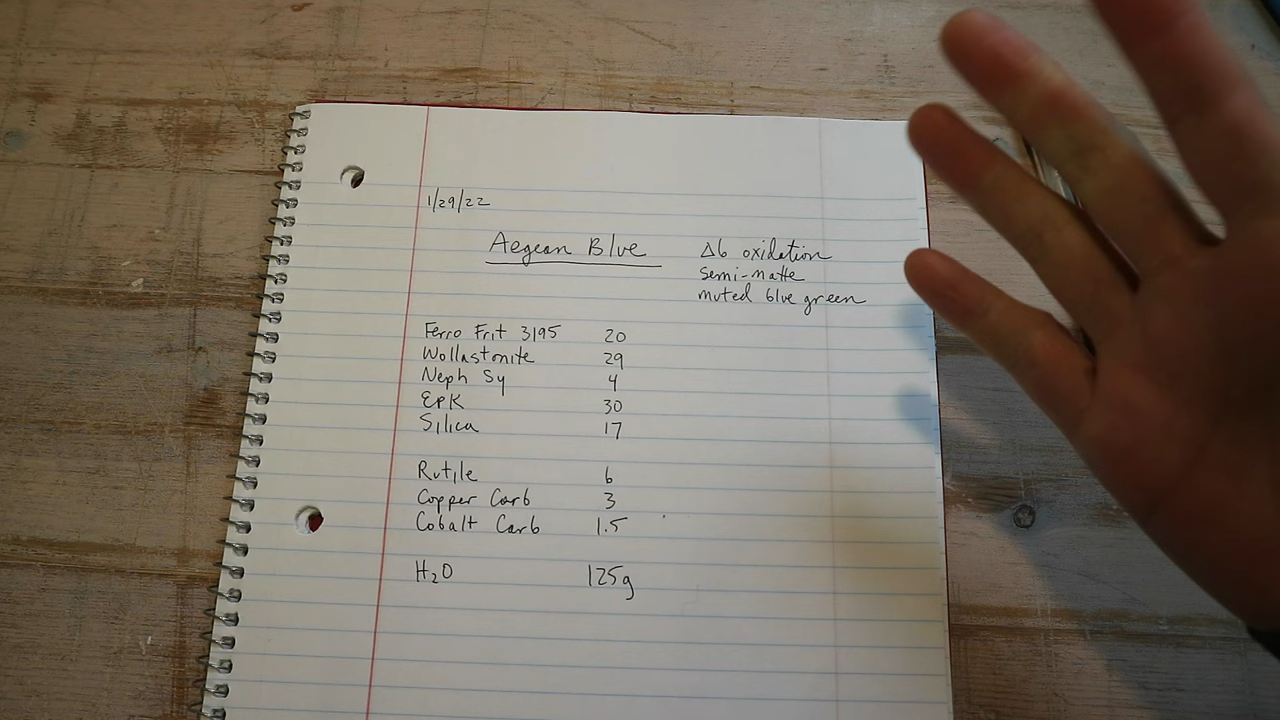 1/29/22
Aegean Blue
Δ6 oxidation
semi-matte
muted blue green
Ferro Frit 3195 20
Wollastonite 29
Neph Sy 4
EPK 30
Silica 17
Rutile 6
Copper Carb 3
Cobalt Carb 1.5
H₂O 125g